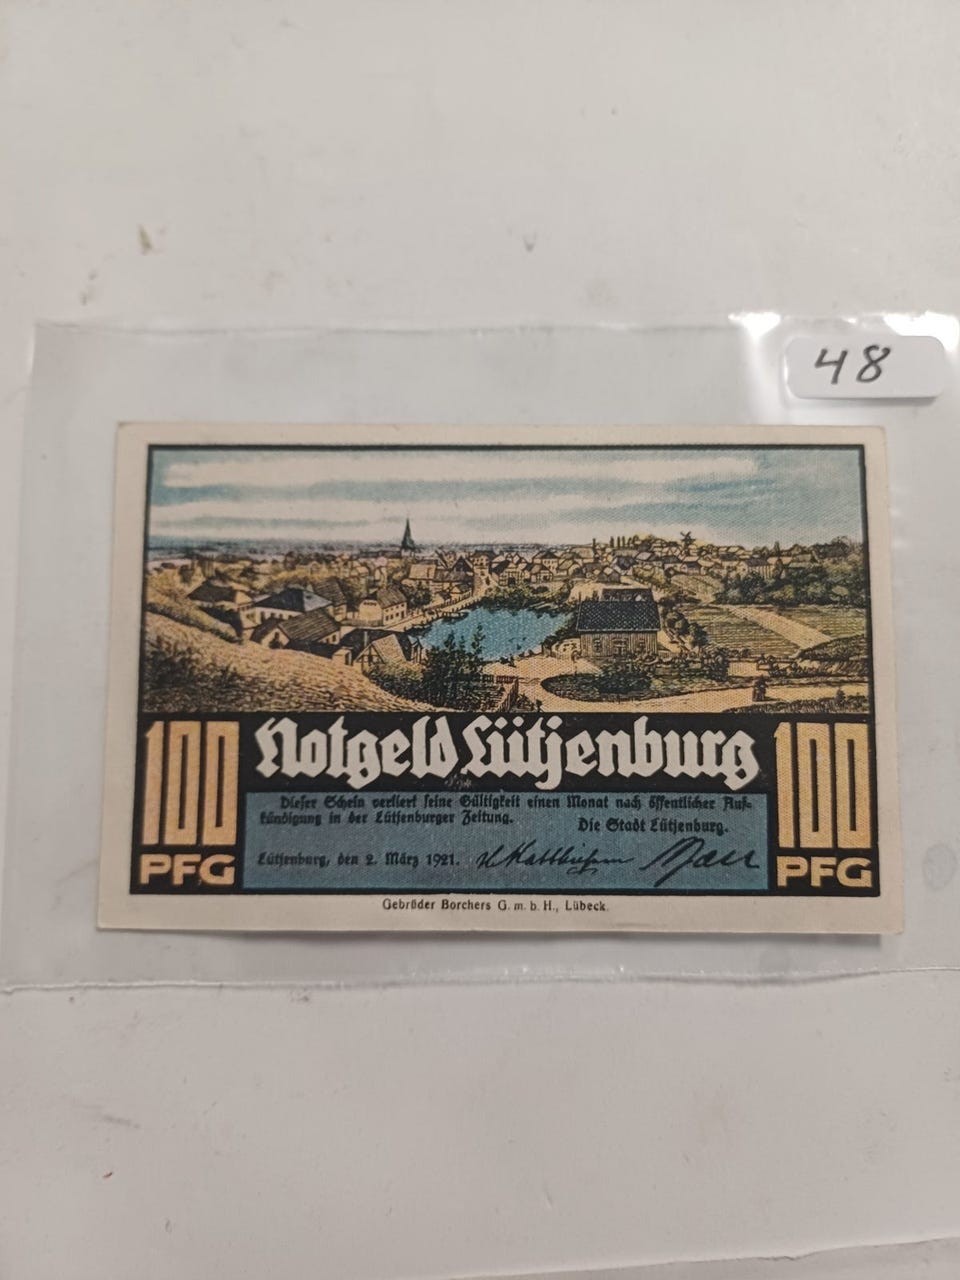 48
100 Notgeld Lütjenburg 100
Dieser Schein verliert seine Gültigkeit einen Monat nach öffentlicher Auf-
kündigung in der Lütjenburger Zeitung.
Die Stadt Lütjenburg.
PFG Lütjenburg, den 2. März 1921. PFG
Gebrüder Borchers G. m. b. H., Lübeck.